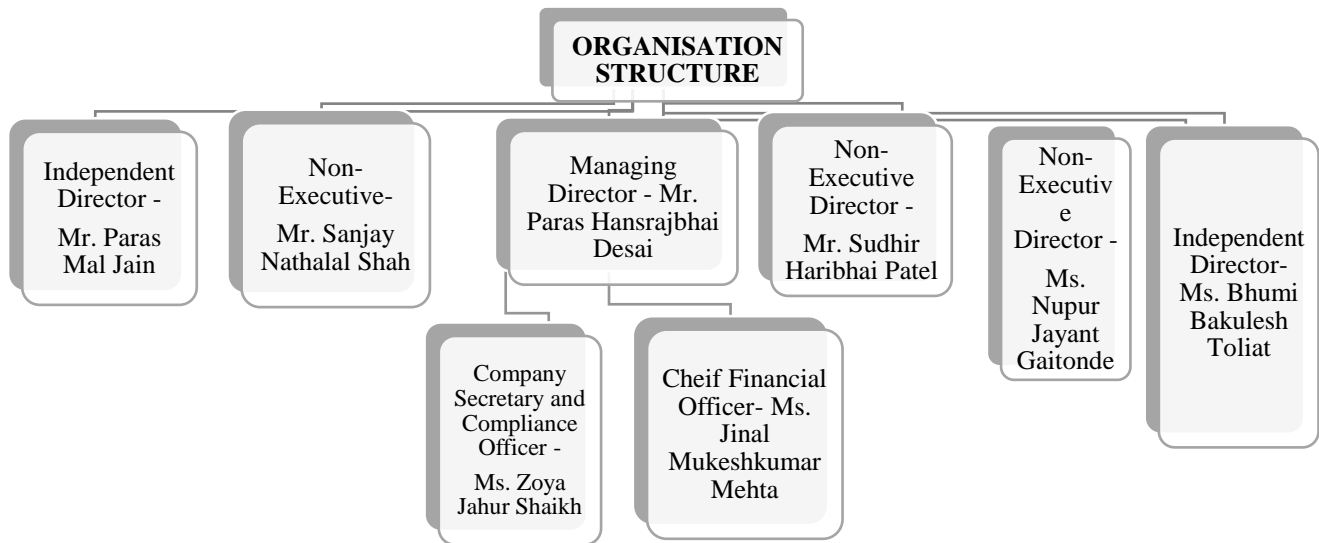 ORGANISATION
STRUCTURE
Independent
Director -
Mr. Paras
Mal Jain
Non-
Executive-
Mr. Sanjay
Nathalal Shah
Managing
Director - Mr.
Paras Hansrajbhai
Desai
Non-
Executive
Director -
Mr. Sudhir
Haribhai Patel
Non-
Executiv
e
Director -
Ms.
Nupur
Jayant
Gaitonde
Independent
Director-
Ms. Bhumi
Bakulesh
Toliat
Company
Secretary and
Compliance
Officer -
Ms. Zoya
Jahur Shaikh
Cheif Financial
Officer- Ms.
Jinal
Mukeshkumar
Mehta